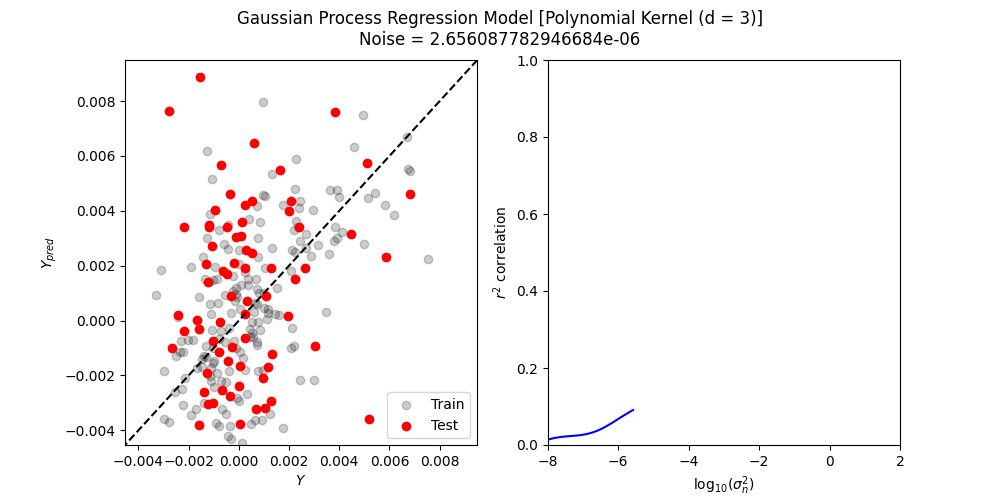 Gaussian Process Regression Model [Polynomial Kernel (d = 3)]
Noise = 2.656087782946684e-06
0.008
0.006
0.004
0.002
0.000
−0.002
−0.004
Y_pred
−0.004 −0.002 0.000 0.002 0.004 0.006 0.008
Y
Train
Test
1.0
0.8
0.6
0.4
0.2
0.0
r² correlation
−8 −6 −4 −2 0 2
log₁₀(σₙ²)